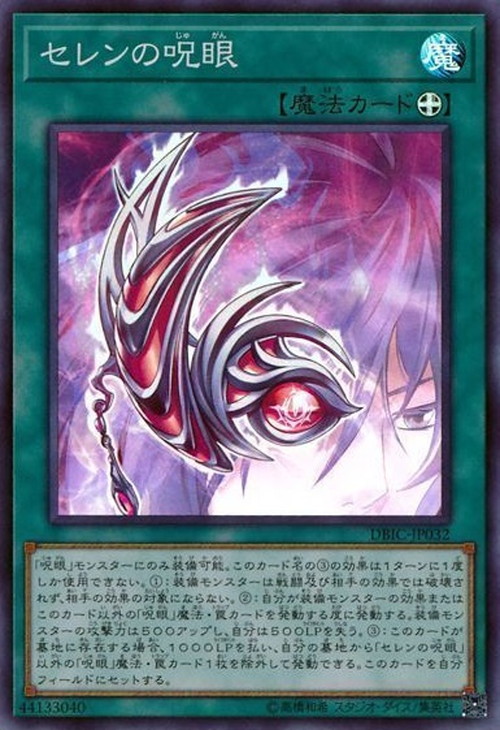 セレンの呪眼
【魔法カード】
DBIC-JP032
「呪眼」モンスターにのみ装備可能。このカード名の③の効果は１ターンに１度
しか使用できない。①：装備モンスターは戦闘及び相手の効果では破壊さ
れず、相手の効果の対象にならない。②：自分が装備モンスターの効果または
このカード以外の「呪眼」魔法・罠カードを発動する度に発動する。装備モン
スターの攻撃力は５００アップし、自分は５００LPを失う。③：このカードが
墓地に存在する場合、１０００LPを払い、自分の墓地から「セレンの呪眼」
以外の「呪眼」魔法・罠カード１枚を除外して発動できる。このカードを自分
フィールドにセットする。
44133040
©高橋和希 スタジオ・ダイス/集英社